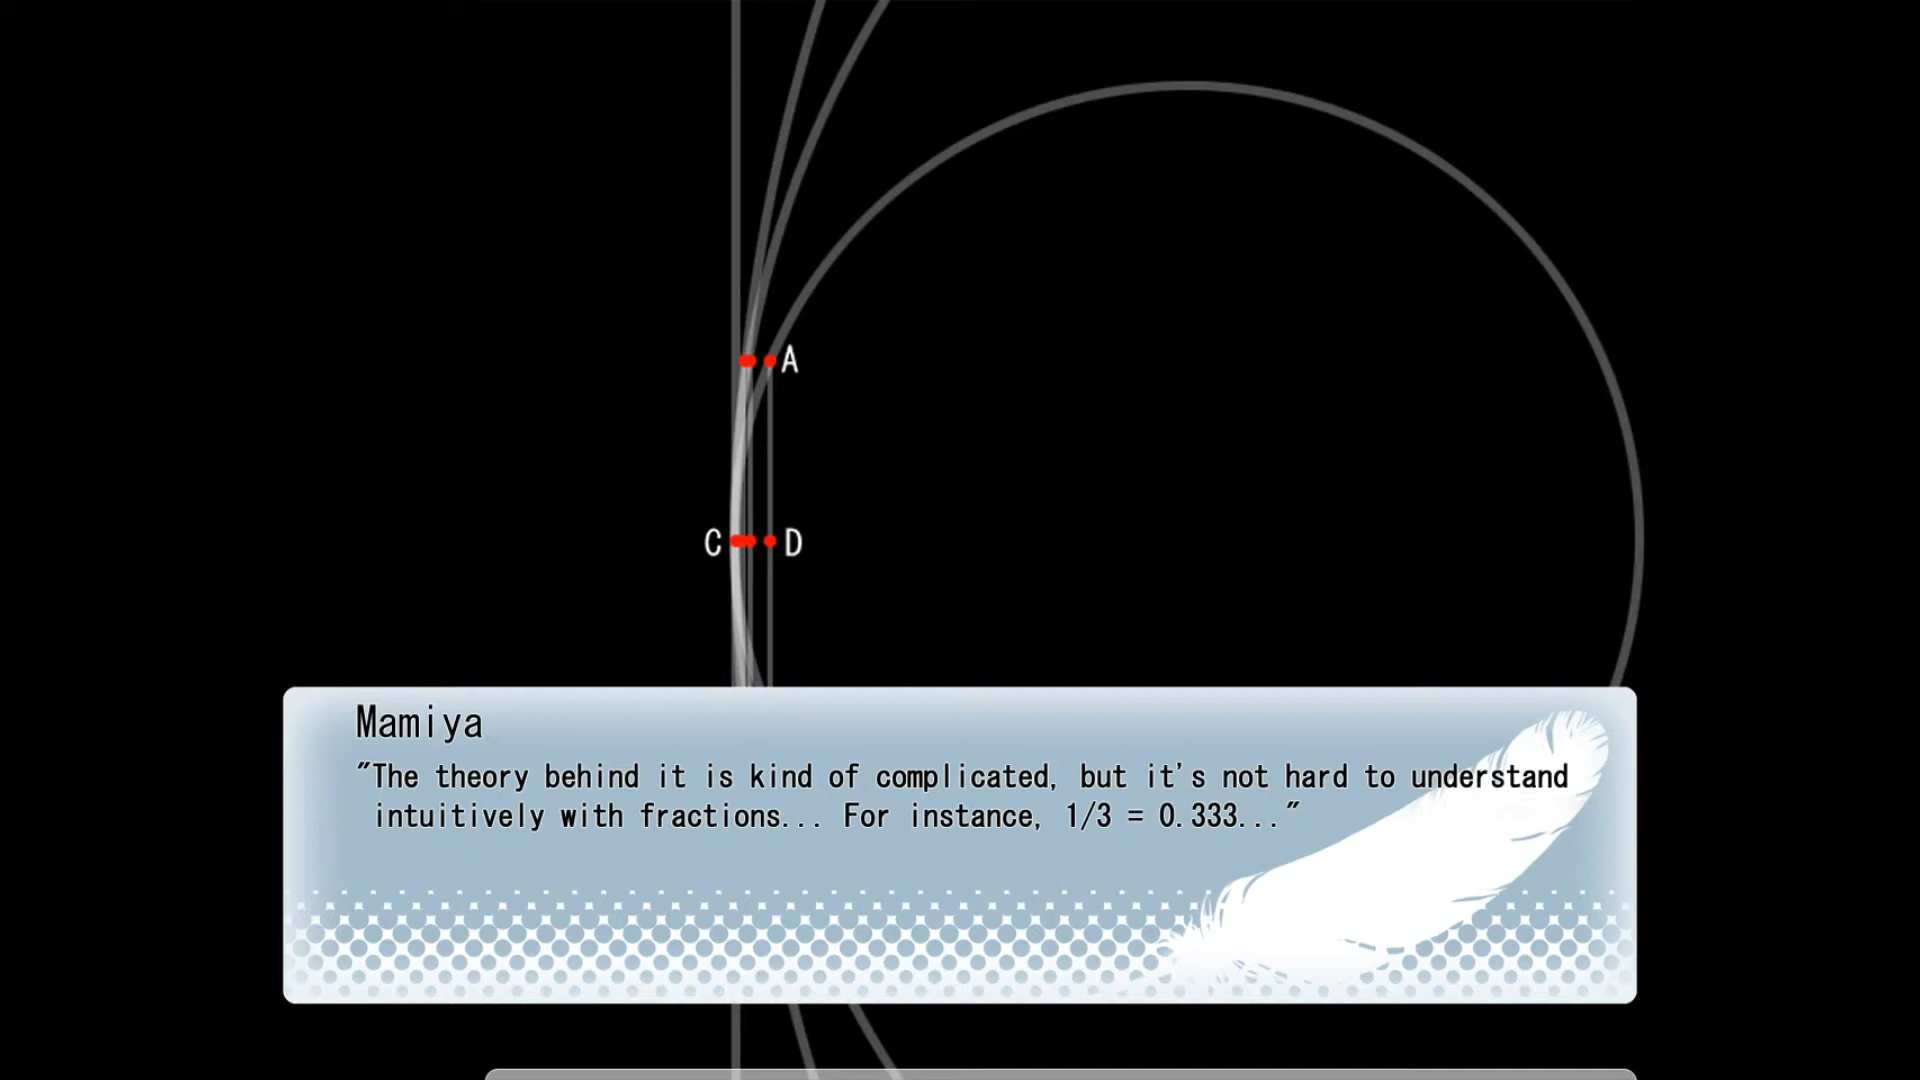 A
C
D
Mamiya
"The theory behind it is kind of complicated, but it's not hard to understand
intuitively with fractions... For instance, 1/3 = 0.333..."